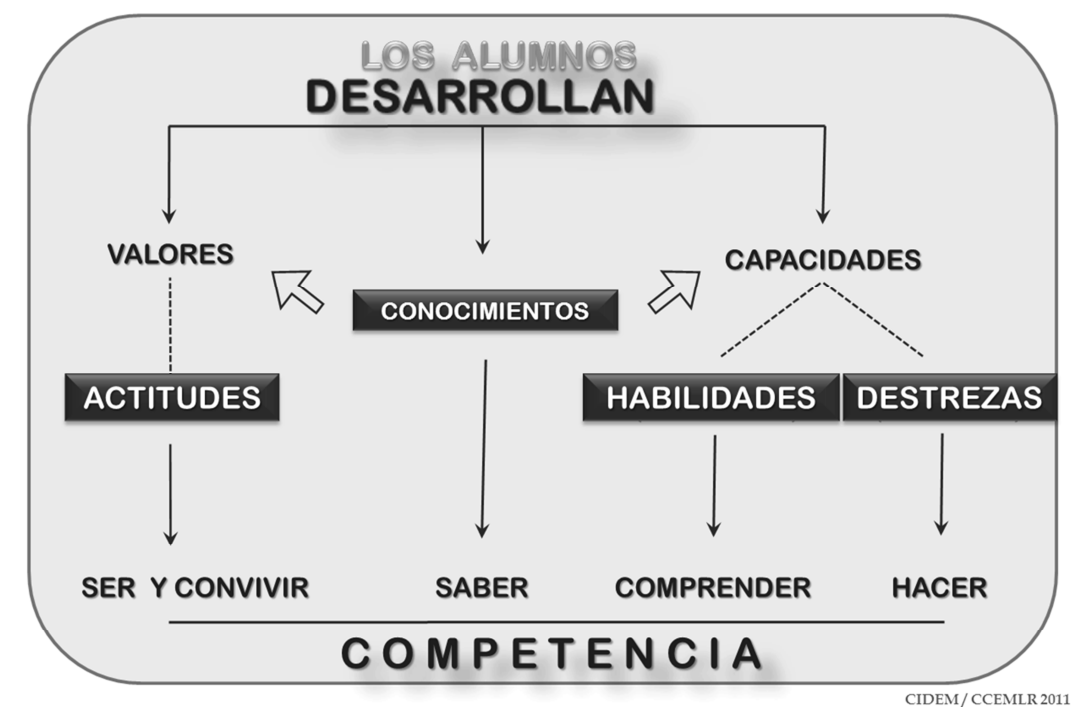 LOS ALUMNOS
DESARROLLAN
VALORES
CAPACIDADES
CONOCIMIENTOS
ACTITUDES
HABILIDADES
DESTREZAS
SER Y CONVIVIR
SABER
COMPRENDER
HACER
COMPETENCIA
CIDEM / CCEMLR 2011